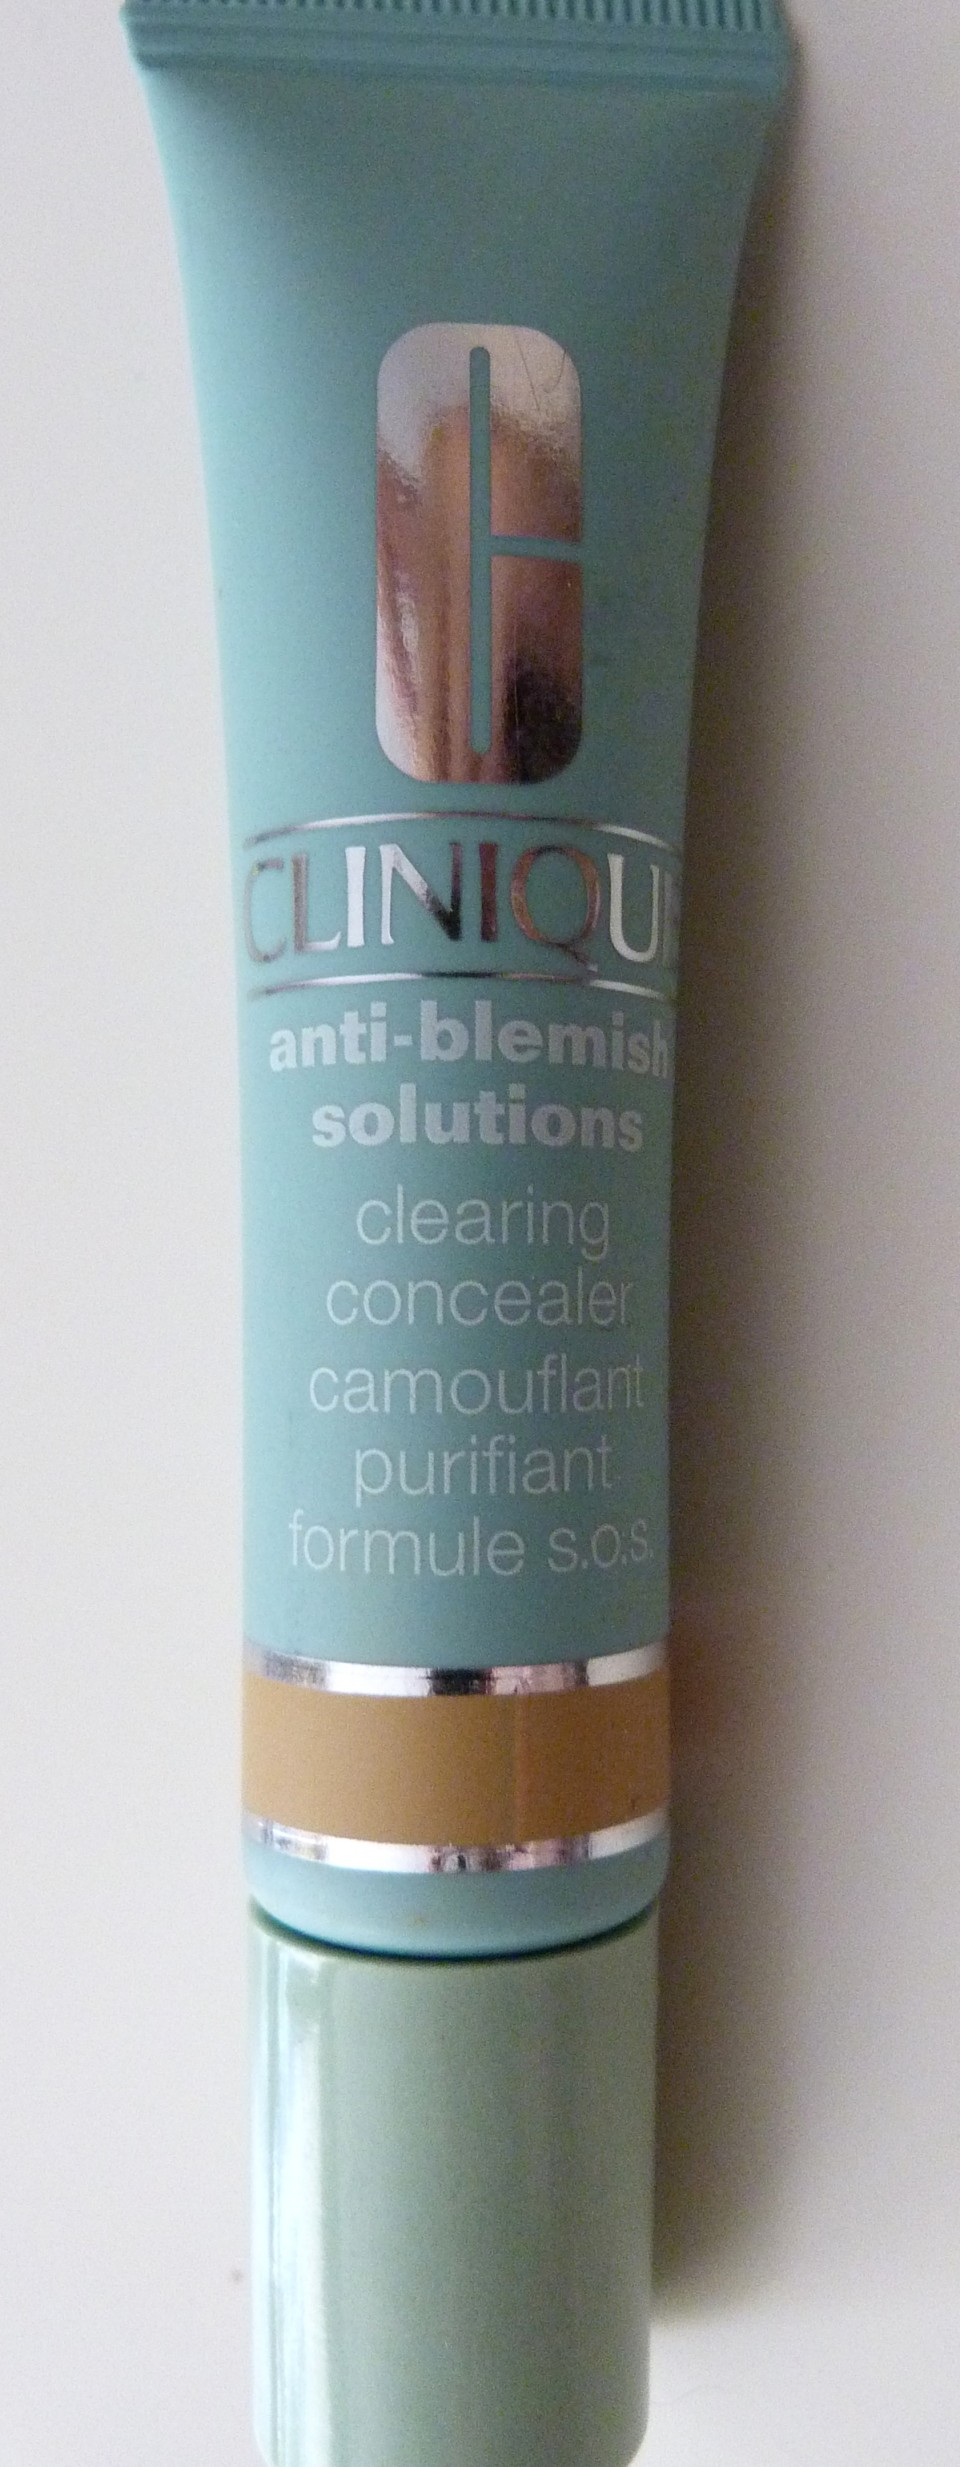 C
CLINIQUE
anti-blemish
solutions
clearing
concealer
camouflant
purifiant
formule s.o.s.